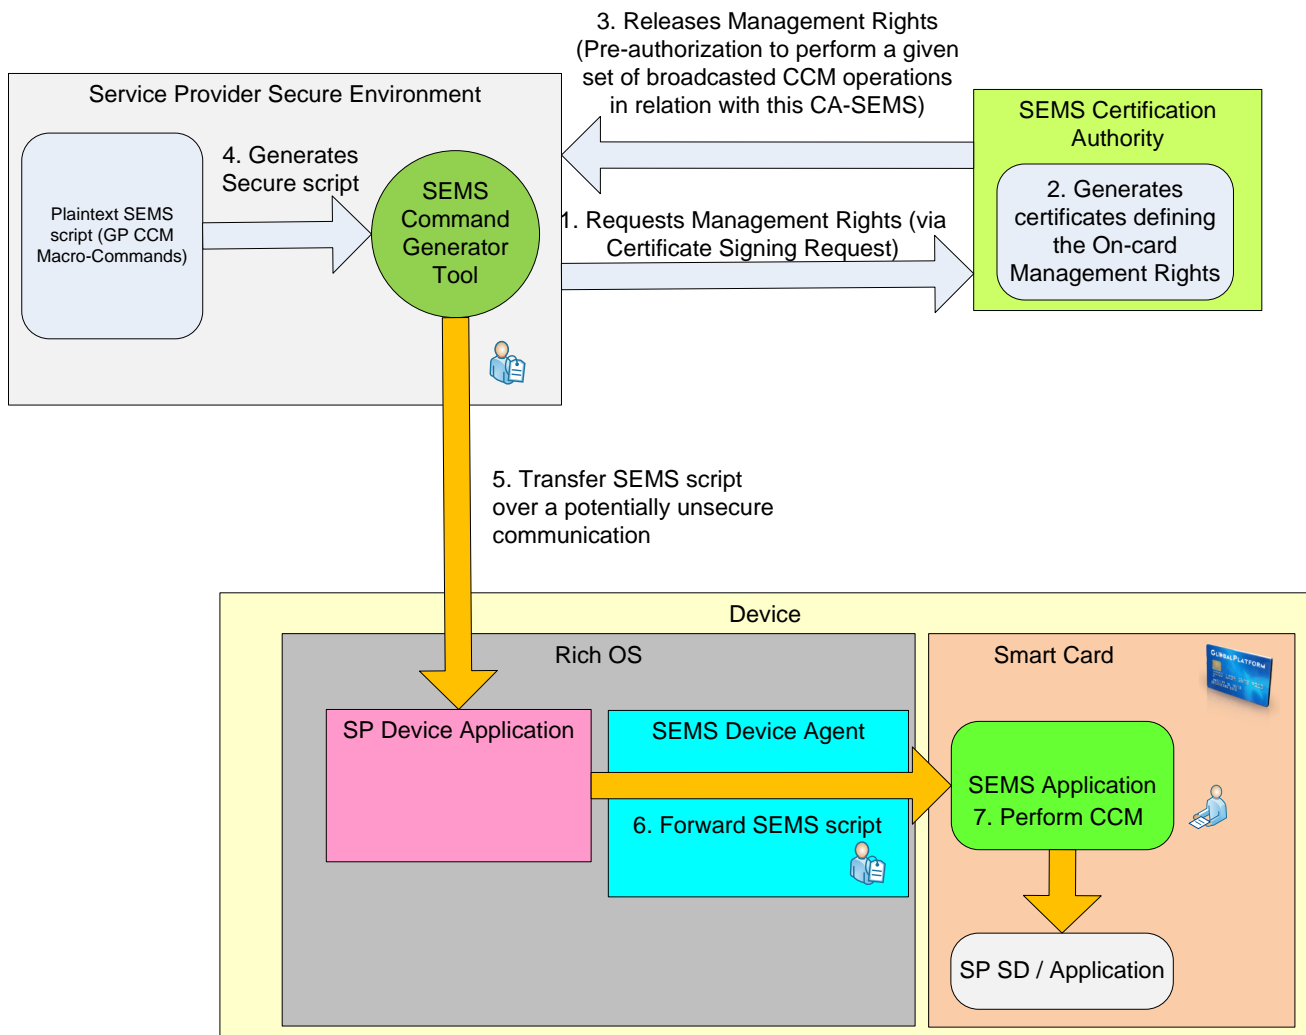 3. Releases Management Rights
(Pre-authorization to perform a given
set of broadcasted CCM operations
in relation with this CA-SEMS)
Service Provider Secure Environment
SEMS Certification
Authority
4. Generates
Secure script
SEMS
Command
Generator
Tool
Plaintext SEMS
script (GP CCM
Macro-Commands)
1. Requests Management Rights (via
Certificate Signing Request)
2. Generates
certificates defining
the On-card
Management Rights
5. Transfer SEMS script
over a potentially unsecure
communication
Device
Rich OS
Smart Card
GLOBALPLATFORM
SP Device Application
SEMS Device Agent
6. Forward SEMS script
SEMS Application
7. Perform CCM
SP SD / Application